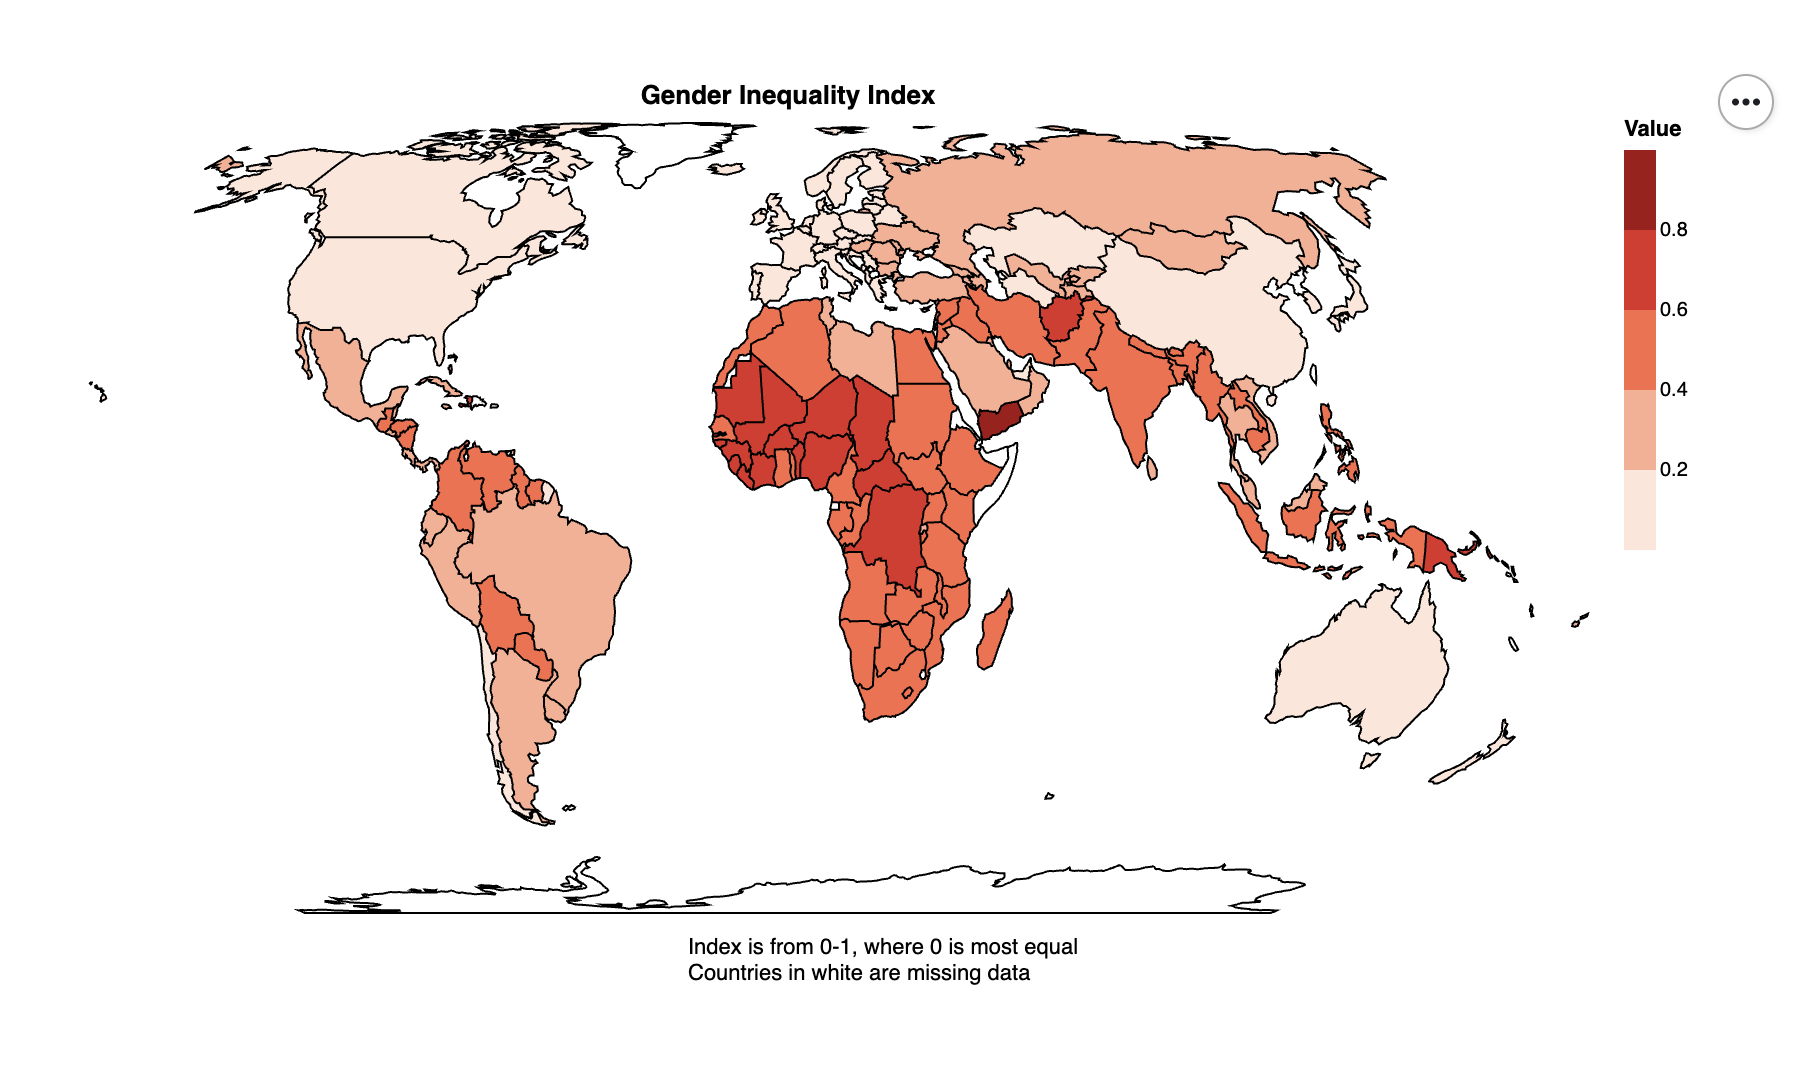 Gender Inequality Index
Value
0.8
0.6
0.4
0.2
Index is from 0-1, where 0 is most equal
Countries in white are missing data